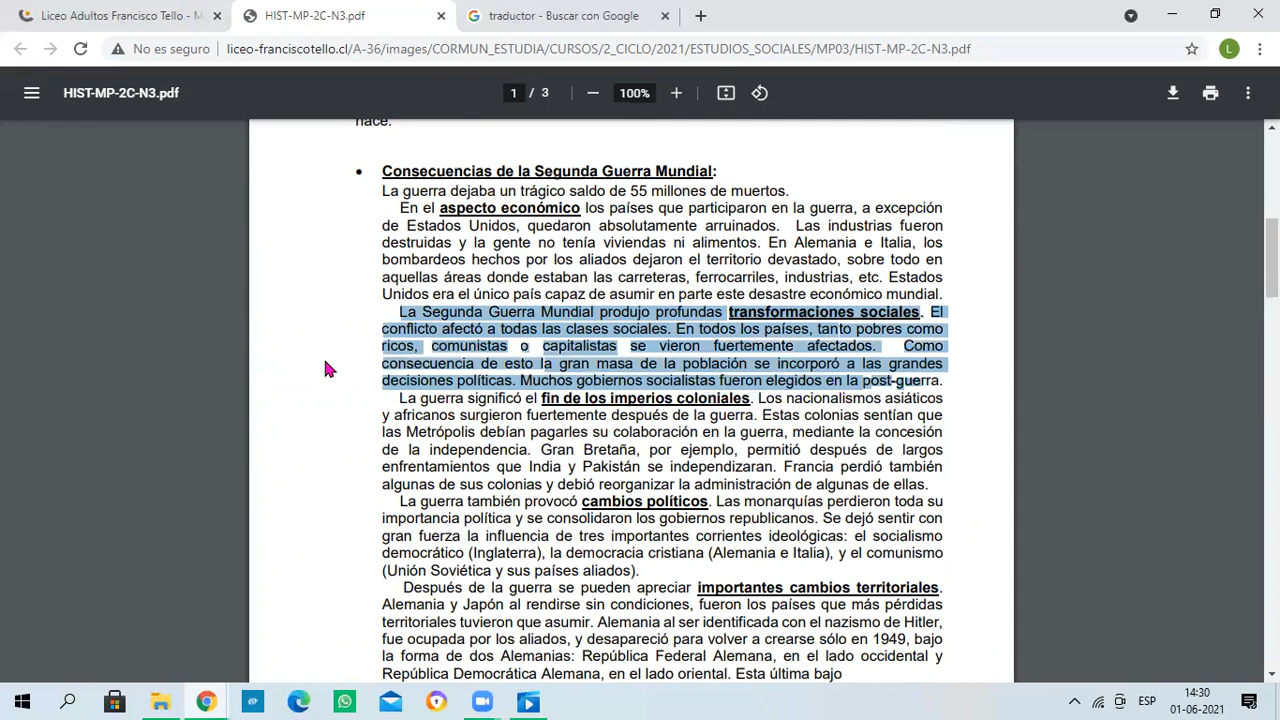 Liceo Adultos Francisco Tello - M
HIST-MP-2C-N3.pdf
traductor - Buscar con Google
No es seguro
liceo-franciscotello.cl/A-36/images/CORMUN_ESTUDIA/CURSOS/2_CICLO/2021/ESTUDIOS_SOCIALES/MP03/HIST-MP-2C-N3.pdf
L
HIST-MP-2C-N3.pdf
1 / 3
100%
hace.
• Consecuencias de la Segunda Guerra Mundial:
La guerra dejaba un trágico saldo de 55 millones de muertos.
En el aspecto económico los países que participaron en la guerra, a excepción
de Estados Unidos, quedaron absolutamente arruinados. Las industrias fueron
destruidas y la gente no tenía viviendas ni alimentos. En Alemania e Italia, los
bombardeos hechos por los aliados dejaron el territorio devastado, sobre todo en
aquellas áreas donde estaban las carreteras, ferrocarriles, industrias, etc. Estados
Unidos era el único país capaz de asumir en parte este desastre económico mundial.
La Segunda Guerra Mundial produjo profundas transformaciones sociales. El
conflicto afectó a todas las clases sociales. En todos los países, tanto pobres como
ricos, comunistas o capitalistas se vieron fuertemente afectados. Como
consecuencia de esto la gran masa de la población se incorporó a las grandes
decisiones políticas. Muchos gobiernos socialistas fueron elegidos en la post-guerra.
La guerra significó el fin de los imperios coloniales. Los nacionalismos asiáticos
y africanos surgieron fuertemente después de la guerra. Estas colonias sentían que
las Metrópolis debían pagarles su colaboración en la guerra, mediante la concesión
de la independencia. Gran Bretaña, por ejemplo, permitió después de largos
enfrentamientos que India y Pakistán se independizaran. Francia perdió también
algunas de sus colonias y debió reorganizar la administración de algunas de ellas.
La guerra también provocó cambios políticos. Las monarquías perdieron toda su
importancia política y se consolidaron los gobiernos republicanos. Se dejó sentir con
gran fuerza la influencia de tres importantes corrientes ideológicas: el socialismo
democrático (Inglaterra), la democracia cristiana (Alemania e Italia), y el comunismo
(Unión Soviética y sus países aliados).
Después de la guerra se pueden apreciar importantes cambios territoriales.
Alemania y Japón al rendirse sin condiciones, fueron los países que más pérdidas
territoriales tuvieron que asumir. Alemania al ser identificada con el nazismo de Hitler,
fue ocupada por los aliados, y desapareció para volver a crearse sólo en 1949, bajo
la forma de dos Alemanias: República Federal Alemana, en el lado occidental y
República Democrática Alemana, en el lado oriental. Esta última bajo
ESP
14:30
01-06-2021